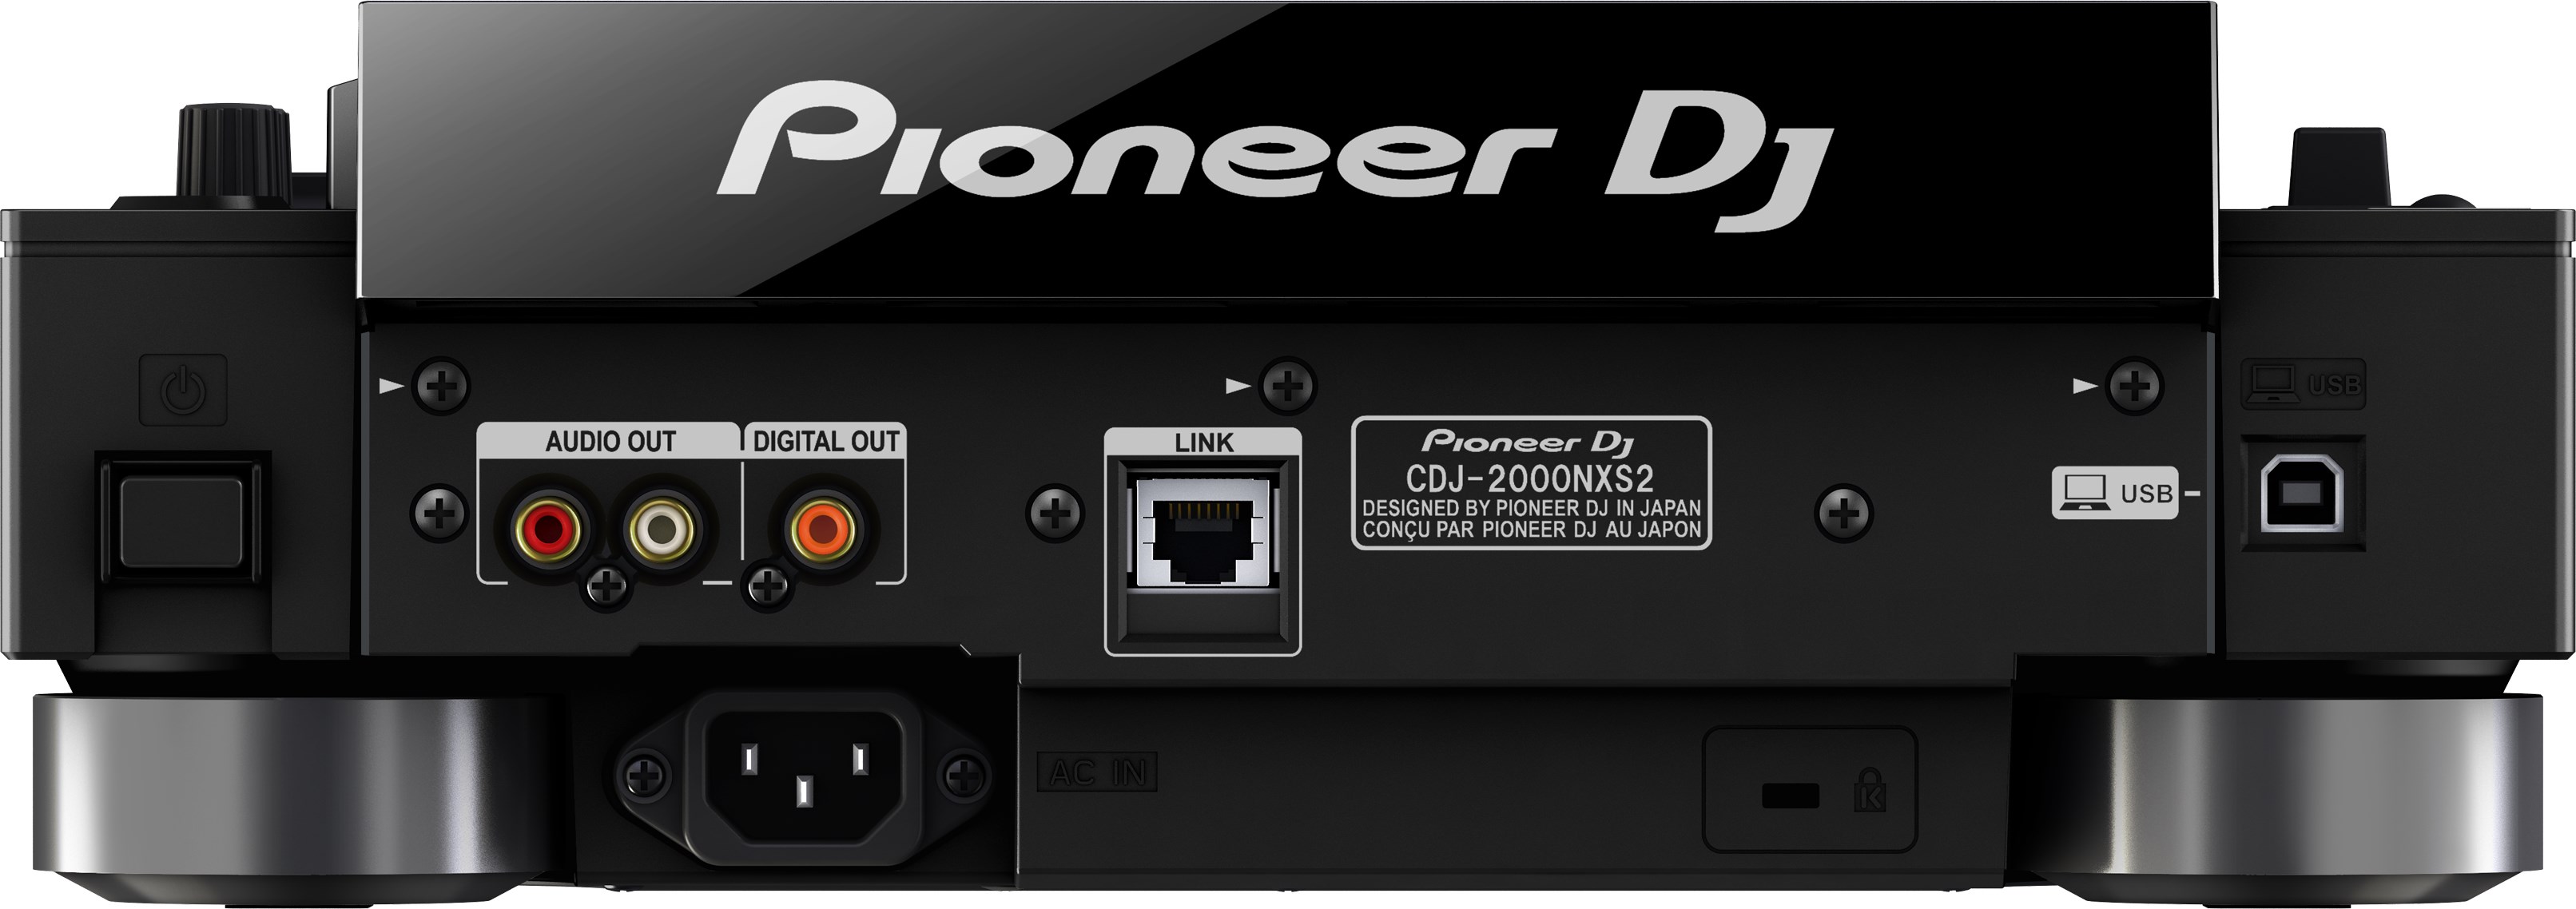 Pioneer DJ
USB
AUDIO OUT
DIGITAL OUT
LINK
Pioneer DJ
CDJ-2000NXS2
DESIGNED BY PIONEER DJ IN JAPAN
CONÇU PAR PIONEER DJ AU JAPON
USB
AC IN
K